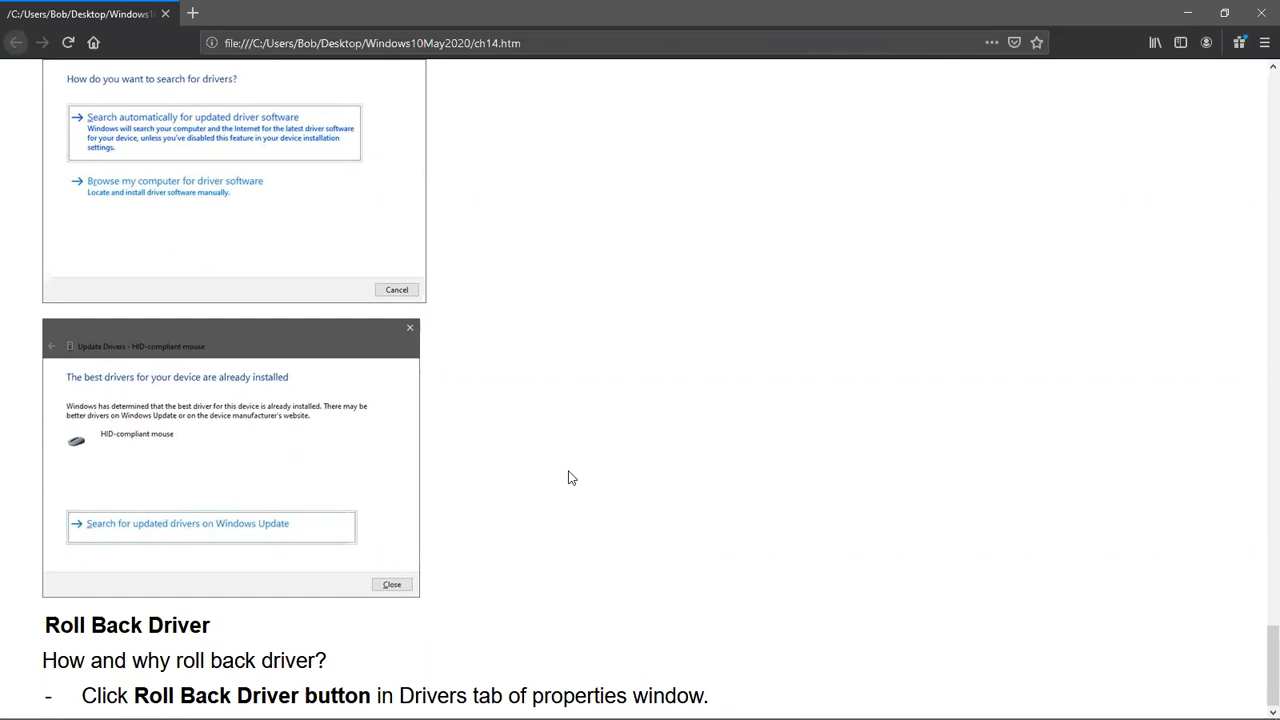 /C:/Users/Bob/Desktop/Windows10
file:///C:/Users/Bob/Desktop/Windows10May2020/ch14.htm
How do you want to search for drivers?
Search automatically for updated driver software
Windows will search your computer and the Internet for the latest driver software
for your device, unless you've disabled this feature in your device installation
settings.
Browse my computer for driver software
Locate and install driver software manually.
Cancel
Update Drivers - HID-compliant mouse
The best drivers for your device are already installed
Windows has determined that the best driver for this device is already installed. There may be
better drivers on Windows Update or on the device manufacturer's website.
HID-compliant mouse
Search for updated drivers on Windows Update
Close
Roll Back Driver
How and why roll back driver?
- Click Roll Back Driver button in Drivers tab of properties window.